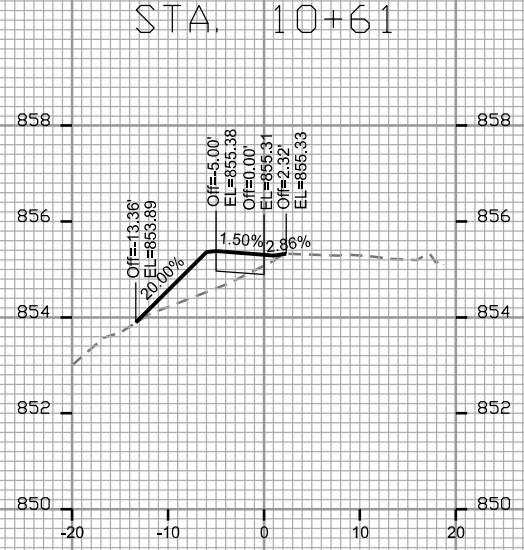 STA. 10+61
858 858
856 856
854 854
852 852
850 850
Off=-13.36'
EL=853.89
Off=-5.00'
EL=855.38
Off=0.00'
EL=855.31
Off=2.32'
EL=855.33
20.00%
1.50%
2.86%
-20 -10 0 10 20